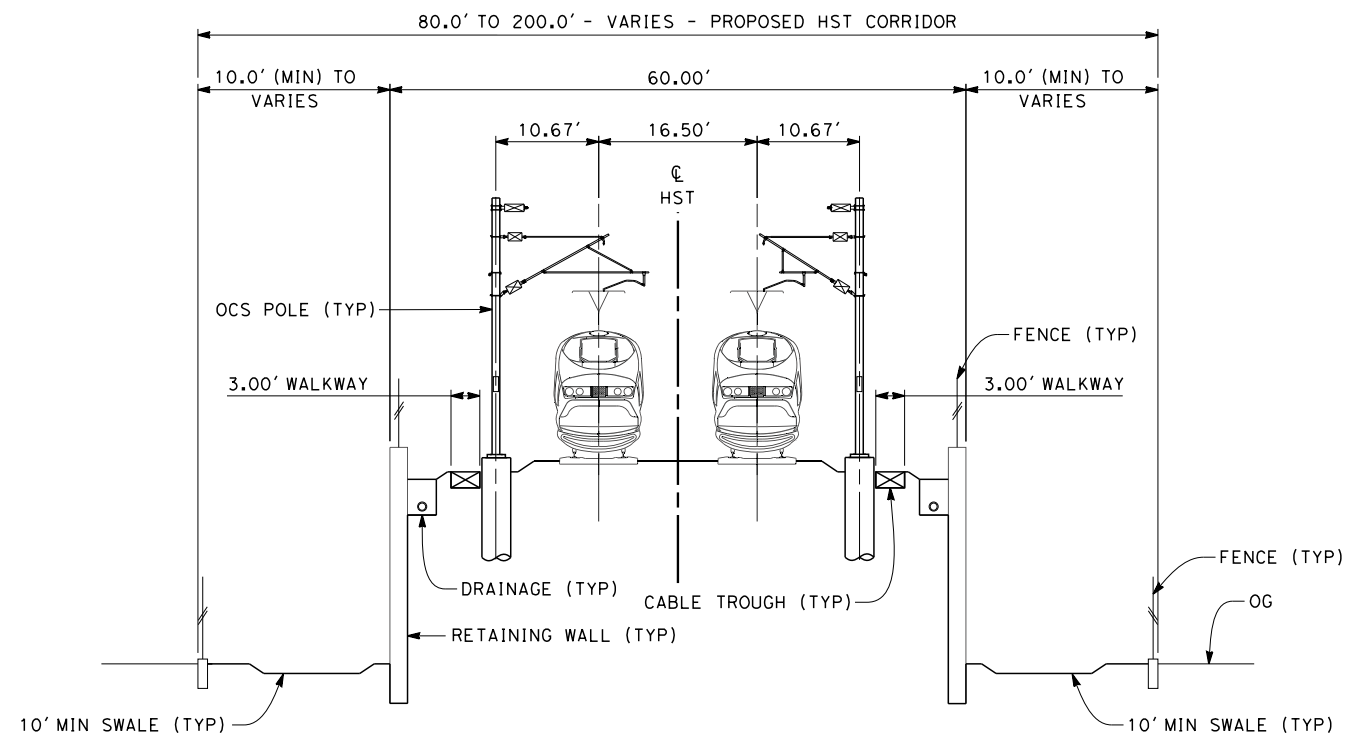 80.0' TO 200.0' - VARIES - PROPOSED HST CORRIDOR
10.0' (MIN) TO
VARIES
60.00'
10.0' (MIN) TO
VARIES
10.67'
16.50'
10.67'
℄
HST
OCS POLE (TYP)
FENCE (TYP)
3.00' WALKWAY
3.00' WALKWAY
FENCE (TYP)
DRAINAGE (TYP)
CABLE TROUGH (TYP)
OG
RETAINING WALL (TYP)
10' MIN SWALE (TYP)
10' MIN SWALE (TYP)